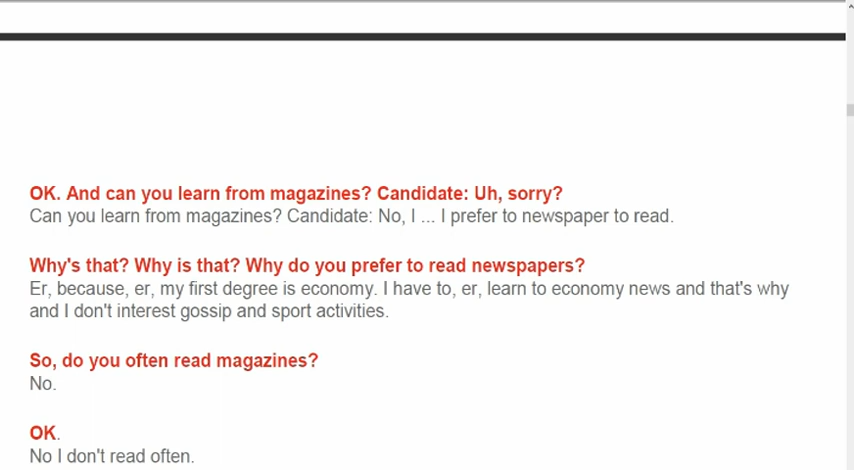 OK. And can you learn from magazines? Candidate: Uh, sorry?
Can you learn from magazines? Candidate: No, I ... I prefer to newspaper to read.
Why's that? Why is that? Why do you prefer to read newspapers?
Er, because, er, my first degree is economy. I have to, er, learn to economy news and that's why
and I don't interest gossip and sport activities.
So, do you often read magazines?
No.
OK.
No I don't read often.